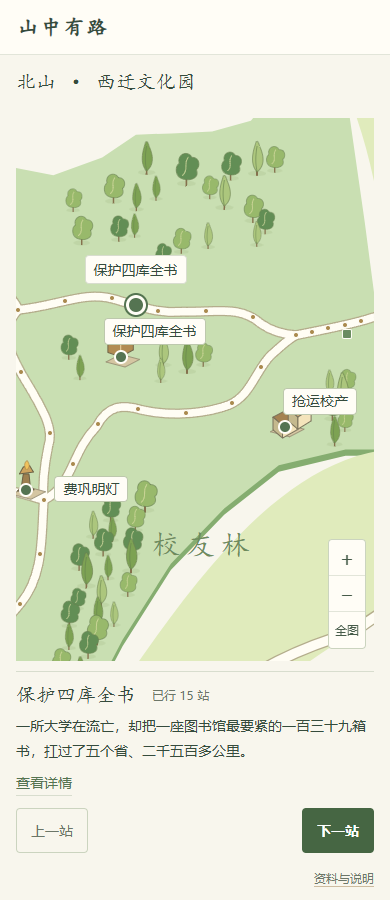 山中有路
北山 • 西迁文化园
保护四库全书
保护四库全书
抢运校产
费巩明灯
校友林
+
−
全图
保护四库全书 已行 15 站
一所大学在流亡，却把一座图书馆最要紧的一百三十九箱
书，扛过了五个省、二千五百多公里。
查看详情
上一站
下一站
资料与说明